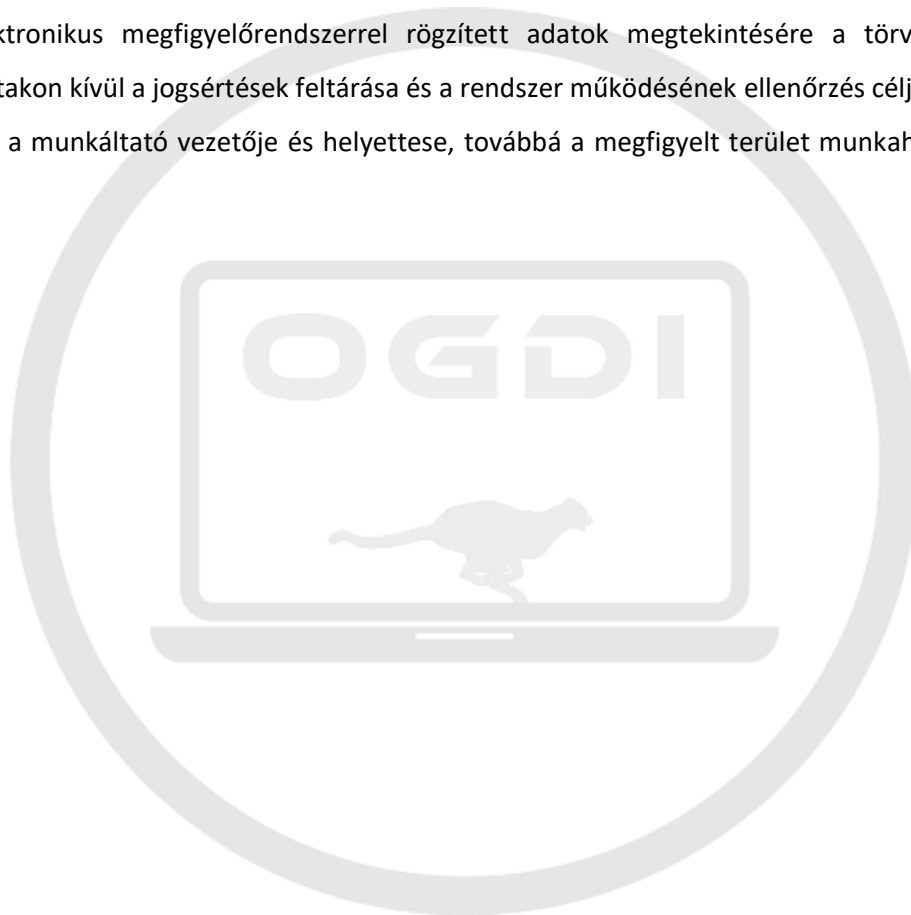 ktronikus megfigyelőrendszerrel rögzített adatok megtekintésére a törv
takon kívül a jogsértések feltárása és a rendszer működésének ellenőrzés célj
a munkáltató vezetője és helyettese, továbbá a megfigyelt terület munkah
OGDI